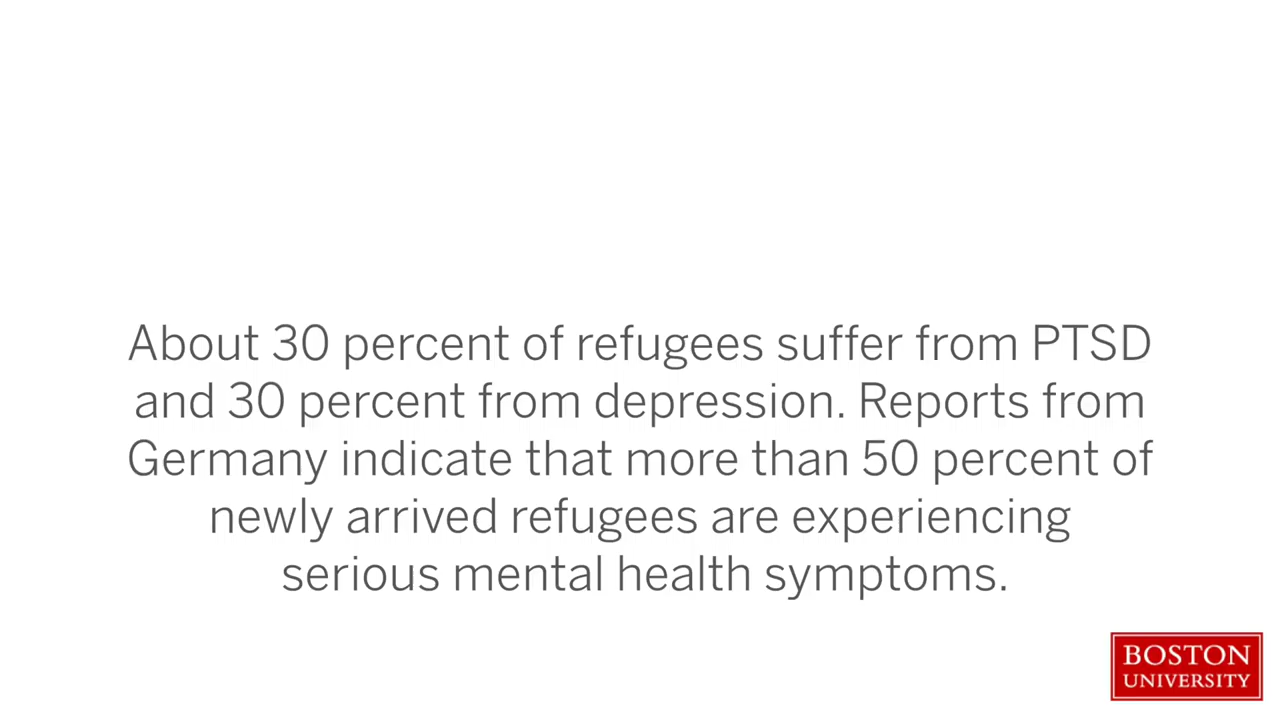 About 30 percent of refugees suffer from PTSD
and 30 percent from depression. Reports from
Germany indicate that more than 50 percent of
newly arrived refugees are experiencing
serious mental health symptoms.
BOSTON
UNIVERSITY